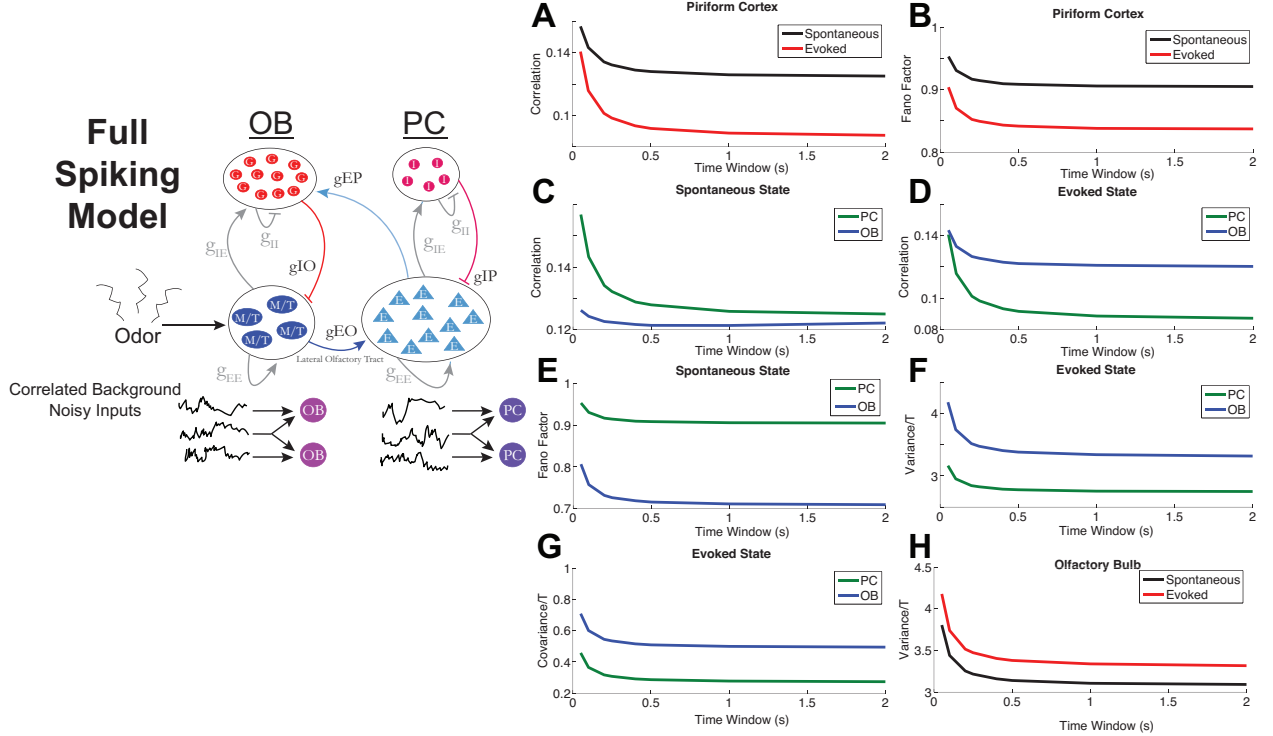 Full
Spiking
Model
OB
PC
G G G G G G G G G G
I I I I I
gEP
gIE
gII
gIO
gIE
gII
gIP
M/T M/T M/T M/T
E E E E E E E E E E
Odor
gEO
Lateral Olfactory Tract
gEE
gEE
Correlated Background
Noisy Inputs
OB
OB
PC
PC
A
Piriform Cortex
Spontaneous
Evoked
Correlation
0.14
0.1
0 0.5 1 1.5 2
Time Window (s)
B
Piriform Cortex
Spontaneous
Evoked
Fano Factor
1
0.9
0.8
0 0.5 1 1.5 2
Time Window (s)
C
Spontaneous State
PC
OB
Correlation
0.14
0.12
0 0.5 1 1.5 2
Time Window (s)
D
Evoked State
PC
OB
Correlation
0.14
0.1
0.08
0 0.5 1 1.5 2
Time Window (s)
E
Spontaneous State
PC
OB
Fano Factor
1
0.9
0.8
0.7
0 0.5 1 1.5 2
Time Window (s)
F
Evoked State
PC
OB
Variance/T
4
3
0 0.5 1 1.5 2
Time Window (s)
G
Evoked State
PC
OB
Covariance/T
1
0.8
0.6
0.4
0.2
0 0.5 1 1.5 2
Time Window (s)
H
Olfactory Bulb
Spontaneous
Evoked
Variance/T
4.5
4
3.5
3
0 0.5 1 1.5 2
Time Window (s)